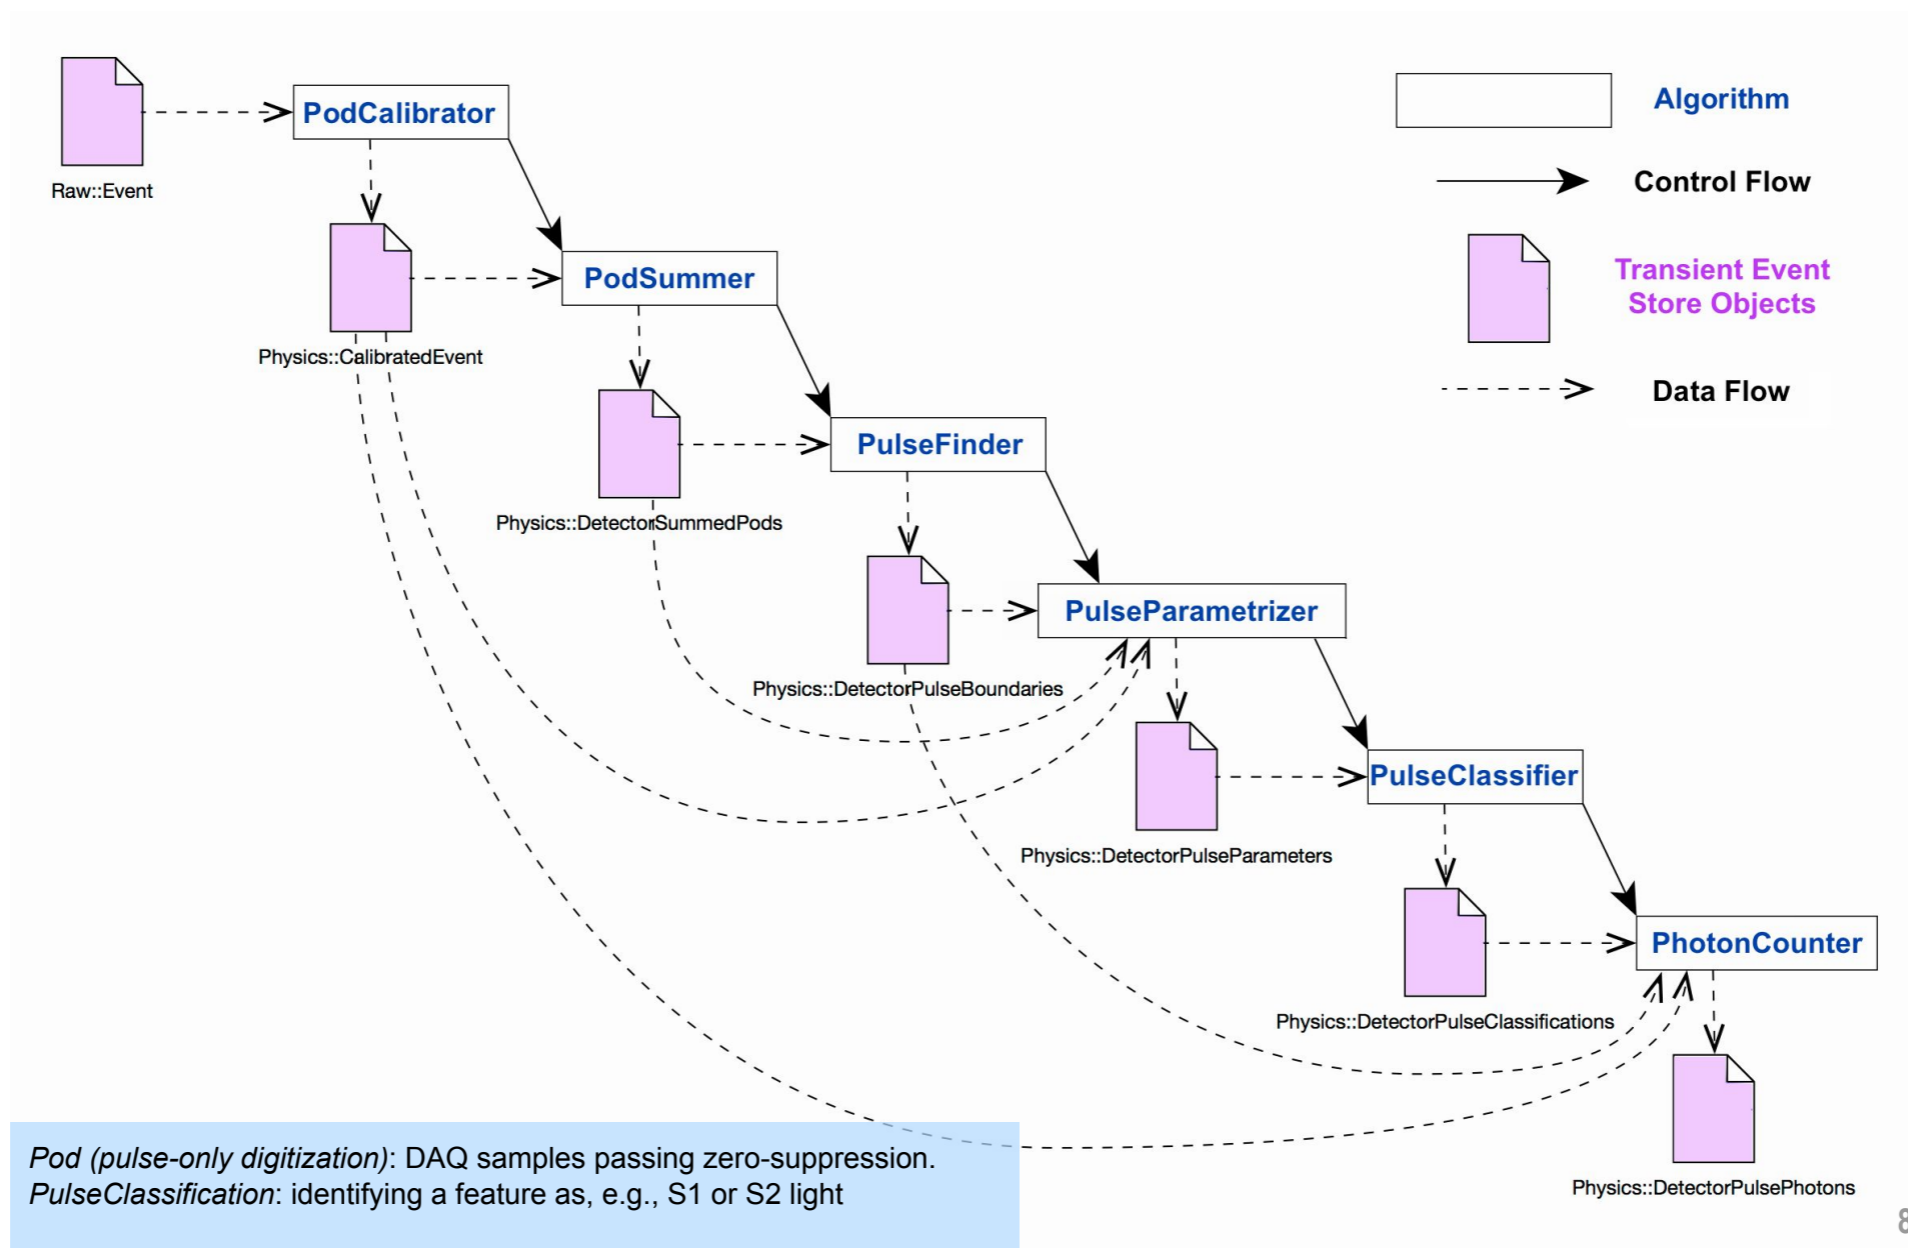 PodCalibrator
Raw::Event
Algorithm
Control Flow
Physics::CalibratedEvent
PodSummer
Transient Event
Store Objects
Data Flow
Physics::DetectorSummedPods
PulseFinder
Physics::DetectorPulseBoundaries
PulseParametrizer
Physics::DetectorPulseParameters
PulseClassifier
Physics::DetectorPulseClassifications
PhotonCounter
Physics::DetectorPulsePhotons
Pod (pulse-only digitization): DAQ samples passing zero-suppression.
PulseClassification: identifying a feature as, e.g., S1 or S2 light
8